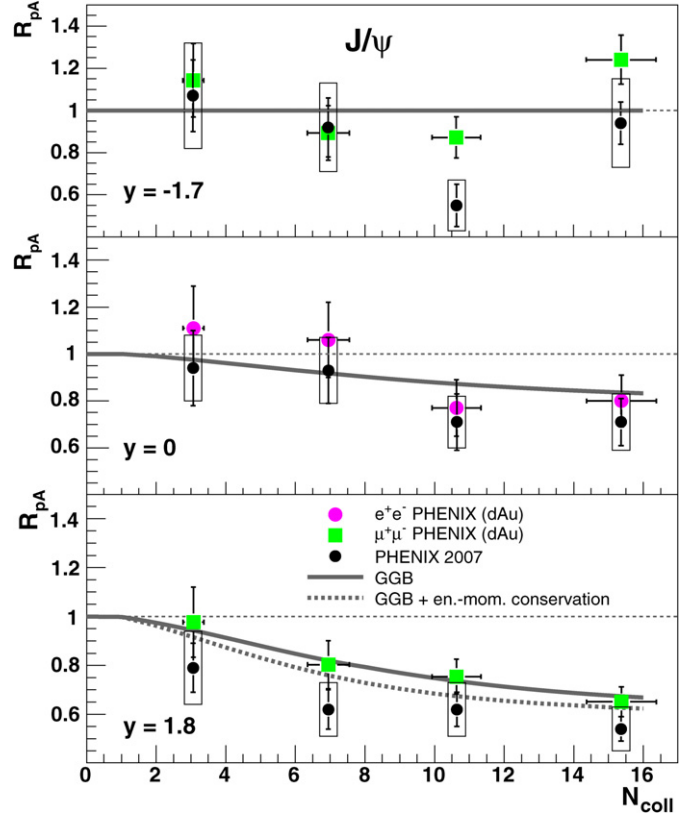 R_pA
J/ψ
1.4
1.2
1
0.8
0.6
y = -1.7
R_pA
1.4
1.2
1
0.8
0.6
y = 0
R_pA
1.4
1.2
1
0.8
0.6
e⁺e⁻ PHENIX (dAu)
μ⁺μ⁻ PHENIX (dAu)
PHENIX 2007
GGB
GGB + en.-mom. conservation
y = 1.8
0 2 4 6 8 10 12 14 16
N_coll